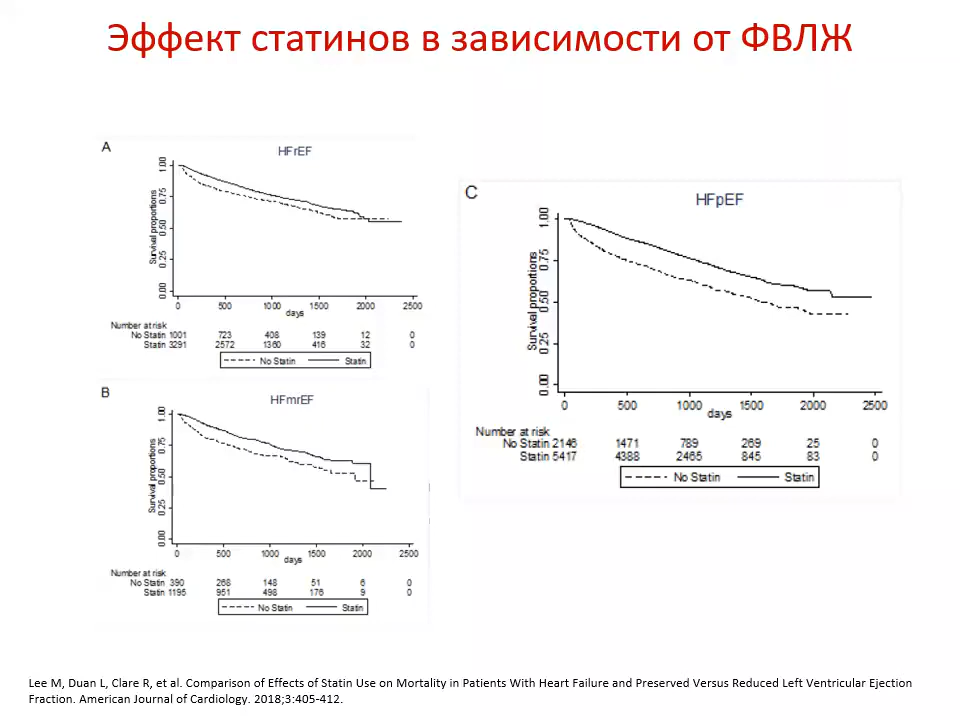 Эффект статинов в зависимости от ФВЛЖ
A
HFrEF
Survival proportions
1.00
0.75
0.50
0.25
0.00
0 500 1000 1500 2000 2500
days
Number at risk
No Statin 1001 723 408 139 12 0
Statin 3291 2572 1360 416 32 0
No Statin Statin
B
HFmrEF
Survival proportions
1.00
0.75
0.50
0.25
0.00
0 500 1000 1500 2000 2500
days
Number at risk
No Statin 390 268 148 51 6 0
Statin 1195 951 498 176 9 0
No Statin Statin
C
HFpEF
Survival proportions
1.00
0.75
0.50
0.25
0.00
0 500 1000 1500 2000 2500
days
Number at risk
No Statin 2146 1471 789 269 25 0
Statin 5417 4388 2465 845 83 0
No Statin Statin
Lee M, Duan L, Clare R, et al. Comparison of Effects of Statin Use on Mortality in Patients With Heart Failure and Preserved Versus Reduced Left Ventricular Ejection
Fraction. American Journal of Cardiology. 2018;3:405-412.